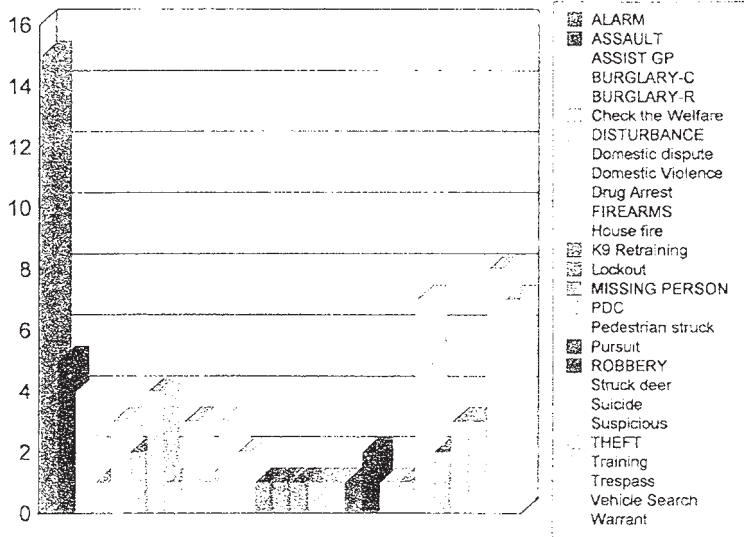 16
14
12
10
8
6
4
2
0
ALARM
ASSAULT
ASSIST GP
BURGLARY-C
BURGLARY-R
Check the Welfare
DISTURBANCE
Domestic dispute
Domestic Violence
Drug Arrest
FIREARMS
House fire
K9 Retraining
Lockout
MISSING PERSON
PDC
Pedestrian struck
Pursuit
ROBBERY
Struck deer
Suicide
Suspicious
THEFT
Training
Trespass
Vehicle Search
Warrant